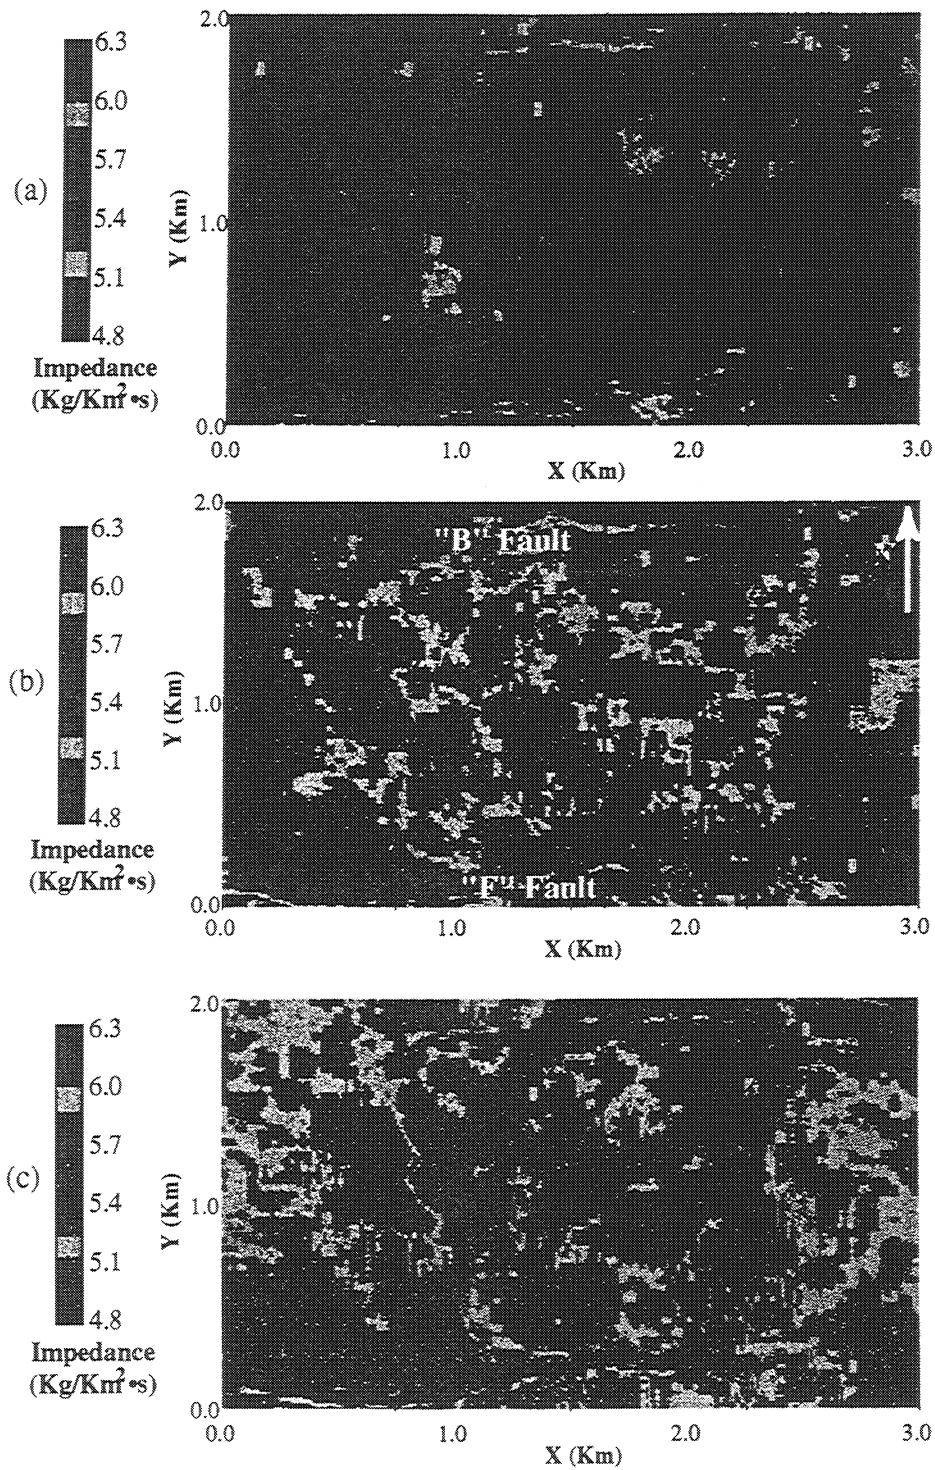 (a)
6.3
6.0
5.7
5.4
5.1
4.8
Impedance
(Kg/Km²•s)
Y (Km)
2.0
1.0
0.0
0.0 1.0 2.0 3.0
X (Km)
(b)
6.3
6.0
5.7
5.4
5.1
4.8
Impedance
(Kg/Km²•s)
Y (Km)
2.0
1.0
0.0
"B" Fault
"F" Fault
0.0 1.0 2.0 3.0
X (Km)
(c)
6.3
6.0
5.7
5.4
5.1
4.8
Impedance
(Kg/Km²•s)
Y (Km)
2.0
1.0
0.0
0.0 1.0 2.0 3.0
X (Km)